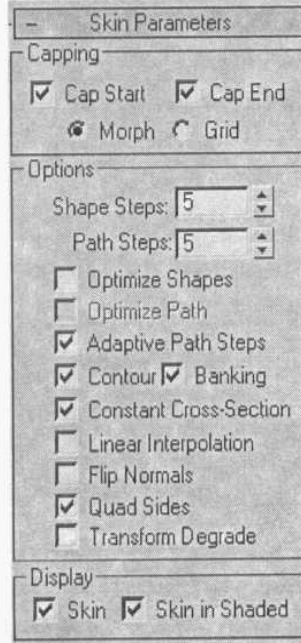 - Skin Parameters
Capping
Cap Start Cap End
Morph Grid
Options
Shape Steps: 5
Path Steps: 5
Optimize Shapes
Optimize Path
Adaptive Path Steps
Contour Banking
Constant Cross-Section
Linear Interpolation
Flip Normals
Quad Sides
Transform Degrade
Display
Skin Skin in Shaded